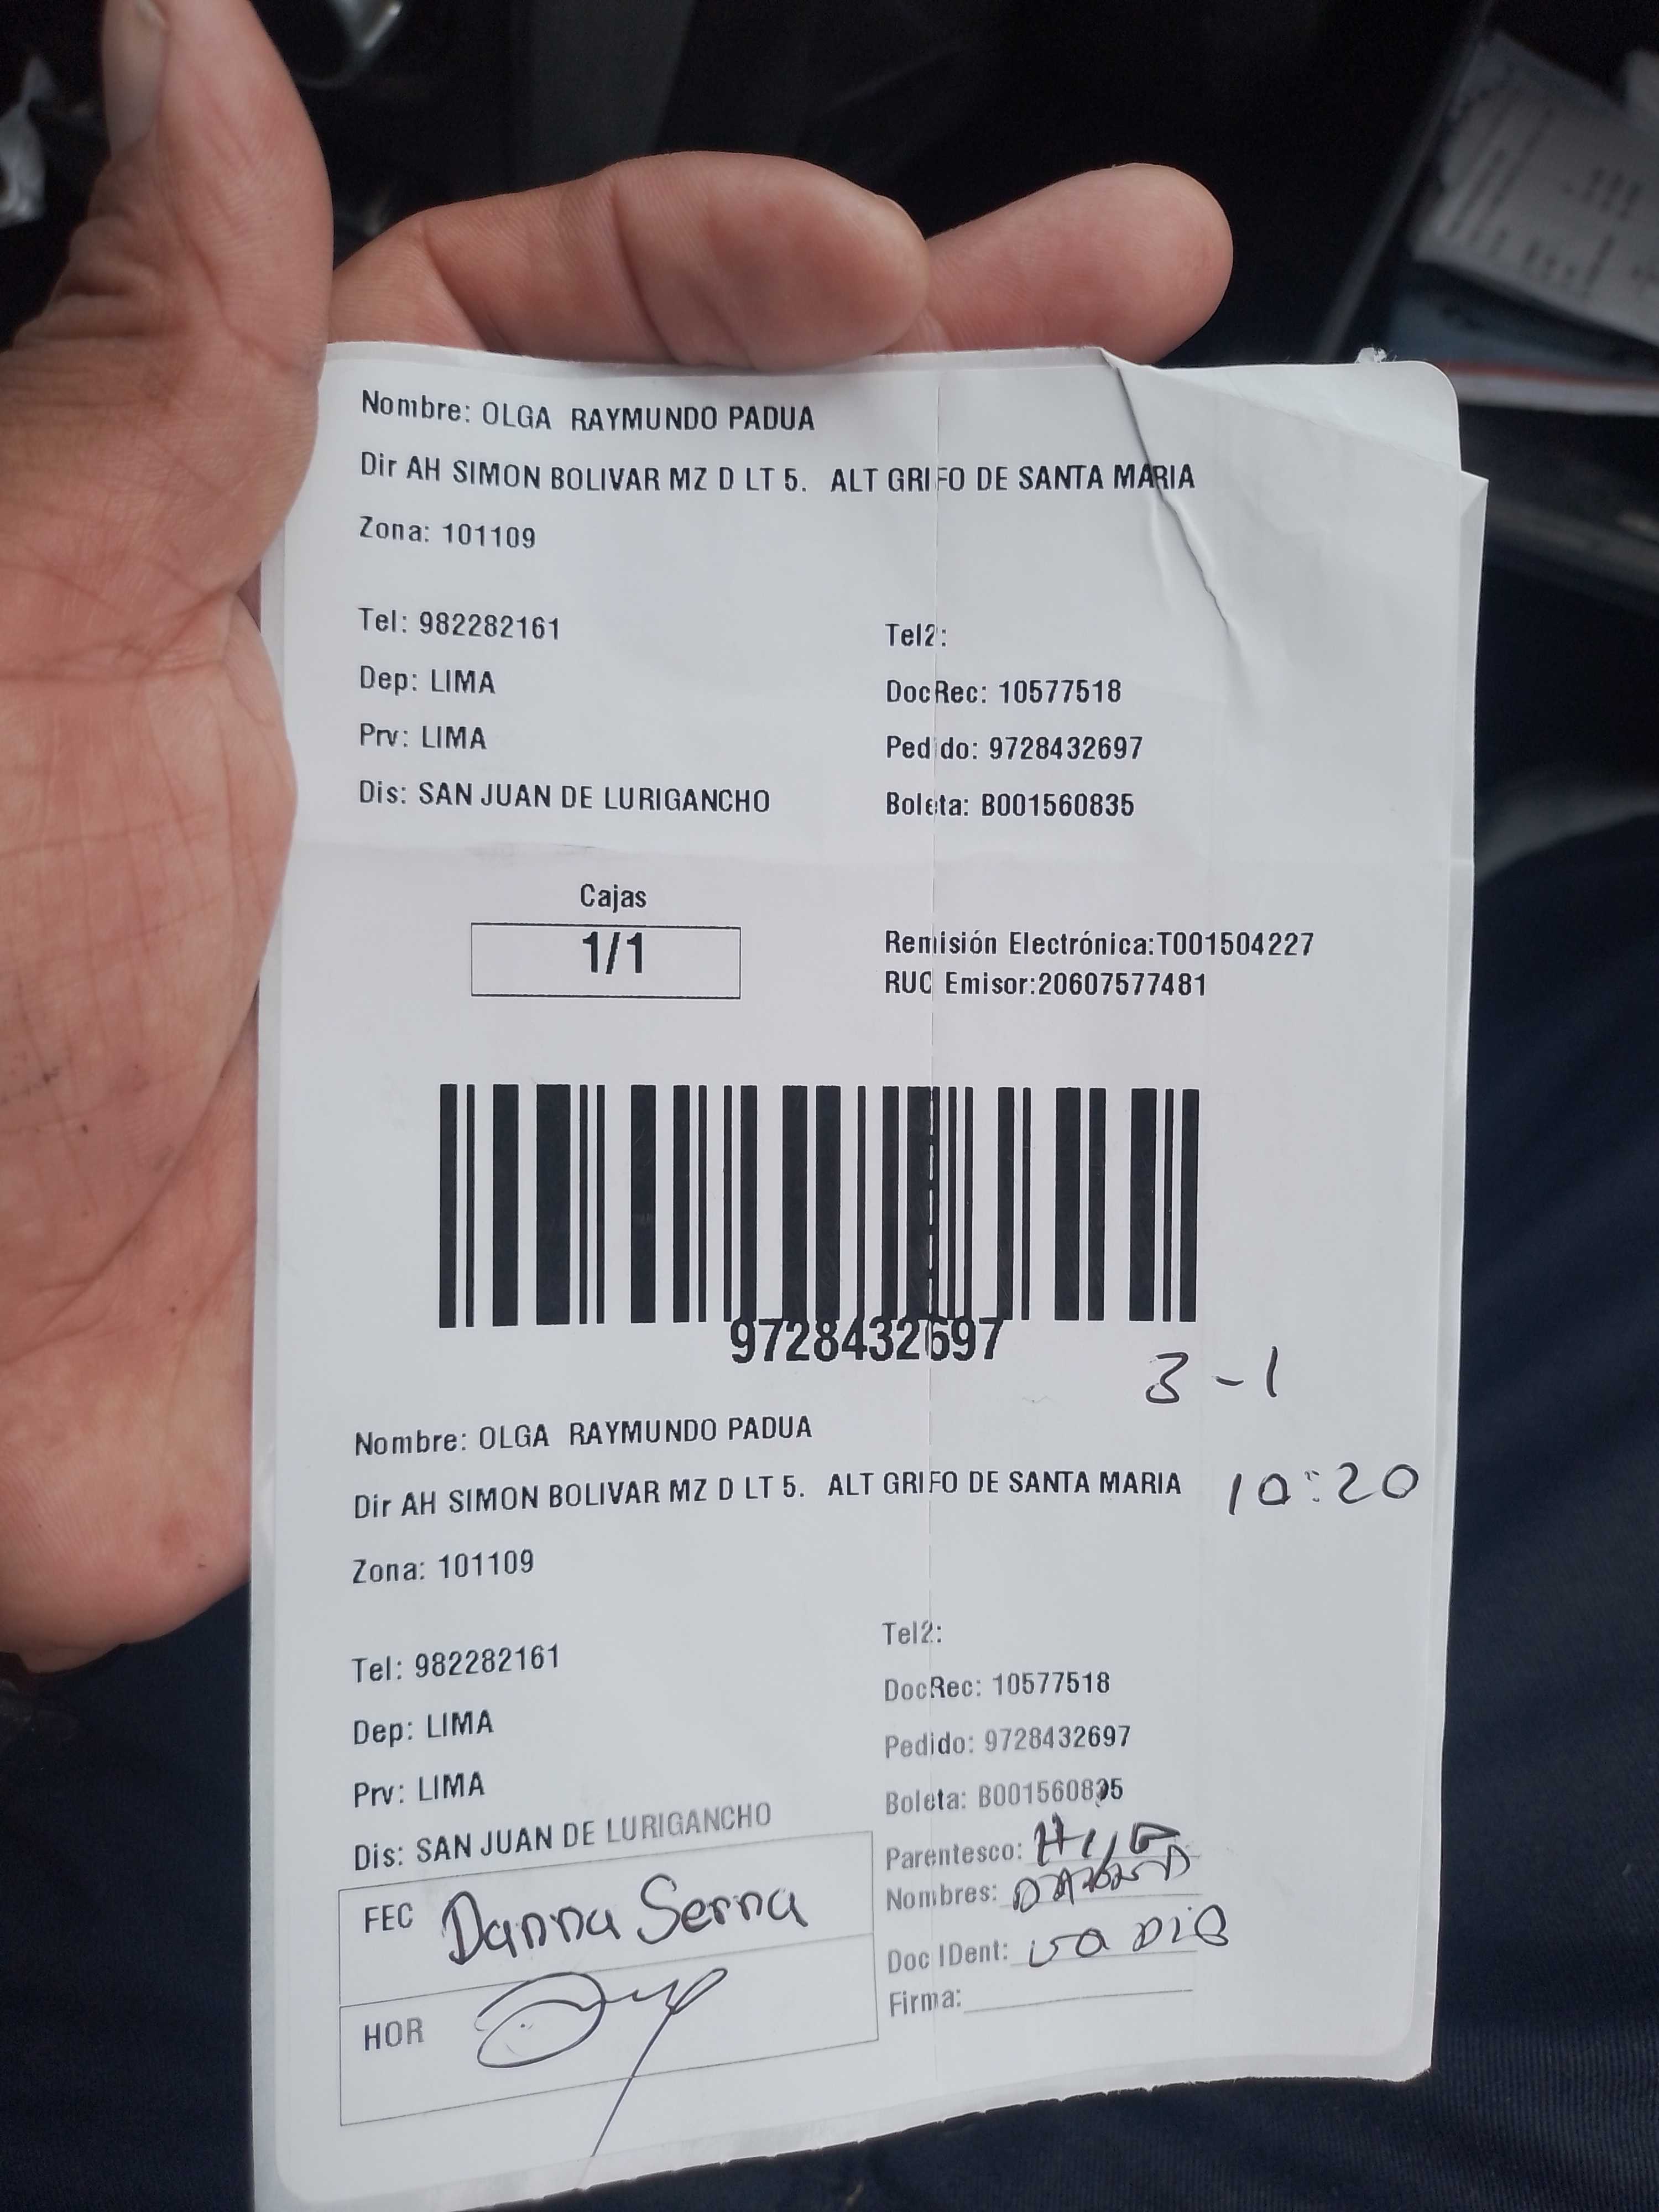 Nombre: OLGA RAYMUNDO PADUA
Dir AH SIMON BOLIVAR MZ D LT 5. ALT GRIFO DE SANTA MARIA
Zona: 101109
Tel: 982282161
Tel2:
Dep: LIMA
DocRec: 10577518
Prv: LIMA
Pedido: 9728432697
Dis: SAN JUAN DE LURIGANCHO
Boleta: B001560835
Cajas
1/1
Remisión Electrónica:T001504227
RUC Emisor:20607577481
9728432697
3-1
Nombre: OLGA RAYMUNDO PADUA
Dir AH SIMON BOLIVAR MZ D LT 5. ALT GRIFO DE SANTA MARIA 10:20
Zona: 101109
Tel: 982282161
Tel2:
Dep: LIMA
DocRec: 10577518
Prv: LIMA
Pedido: 9728432697
Dis: SAN JUAN DE LURIGANCHO
Boleta: B001560835
FEC Danna Serna
HOR
Parentesco:
Nombres:
Doc IDent:
Firma: